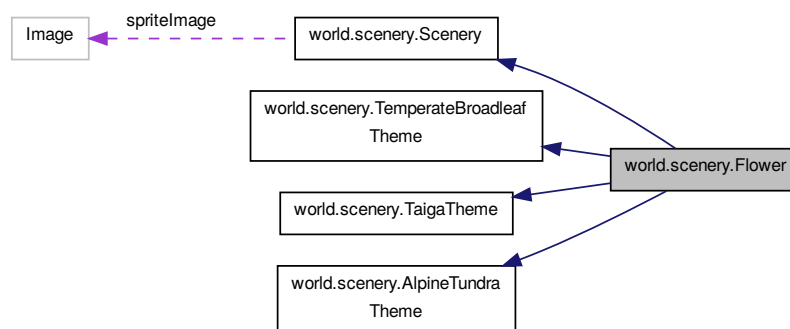 spriteImage
Image
world.scenery.Scenery
world.scenery.TemperateBroadleaf
Theme
world.scenery.Flower
world.scenery.TaigaTheme
world.scenery.AlpineTundra
Theme